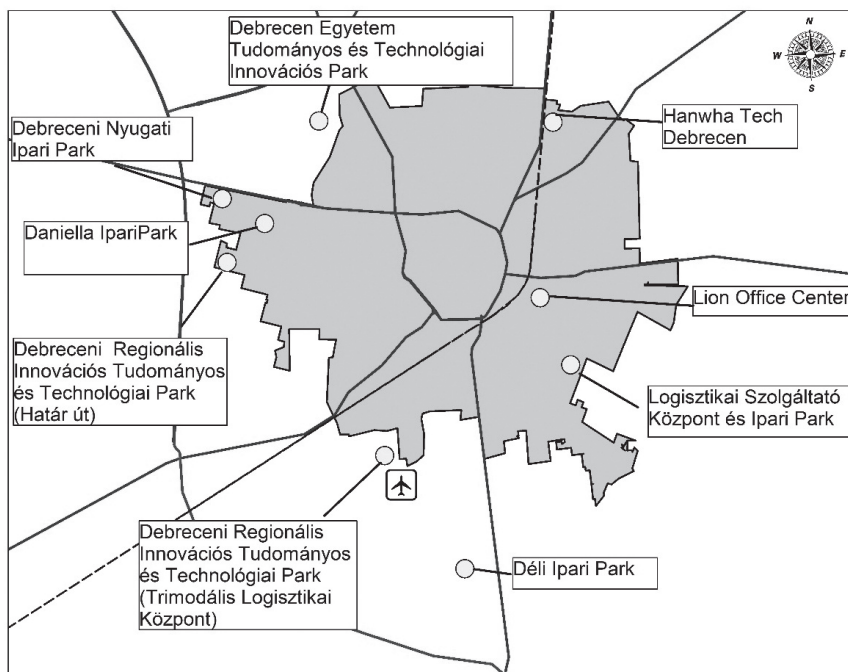 Debrecen Egyetem
Tudományos és Technológiai
Innovációs Park
N
W
E
S
Hanwha Tech
Debrecen
Debreceni Nyugati
Ipari Park
Daniella IpariPark
Lion Office Center
Debreceni Regionális
Innovációs Tudományos
és Technológiai Park
(Határ út)
Logisztikai Szolgáltató
Központ és Ipari Park
Debreceni Regionális
Innovációs Tudományos
és Technológiai Park
(Trimodális Logisztikai
Központ)
Déli Ipari Park